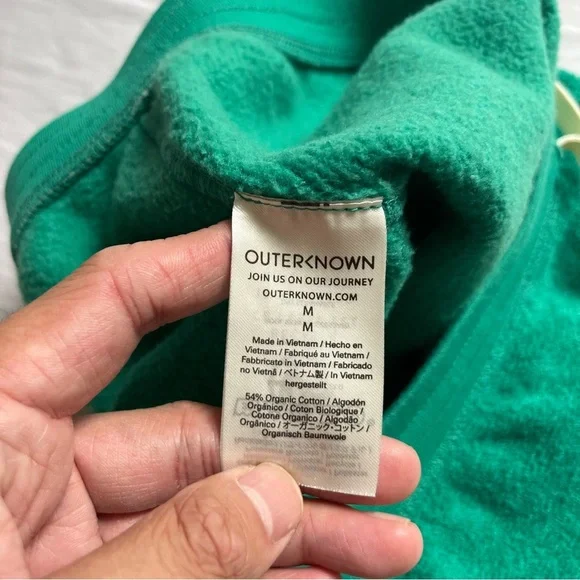 OUTERKNOWN
JOIN US ON OUR JOURNEY
OUTERKNOWN.COM
M
M
Made in Vietnam / Hecho en
Vietnam / Fabriqué au Vietnam /
Fabbricato in Vietnam / Fabricado
no Vietnã / ベトナム製 / In Vietnam
hergestellt
54% Organic Cotton / Algodón
Orgánico / Coton Biologique /
Cotone Organico / Algodão
Orgânico / オーガニック・コットン /
Organisch Baumwoie